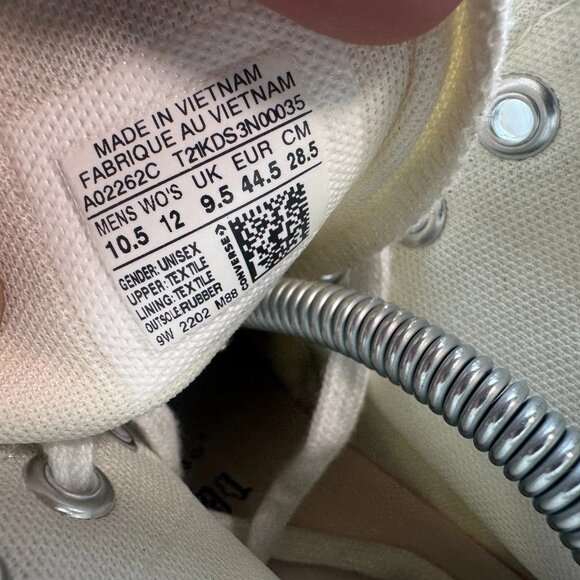 MADE IN VIETNAM
FABRIQUE AU VIETNAM
A02262C T21KDS3N00035
MENS WO'S UK EUR CM
10.5 12 9.5 44.5 28.5
GENDER: UNISEX
UPPER: TEXTILE
LINING: TEXTILE
OUTSOLE:RUBBER
9W 2202 M88
CONVERSE